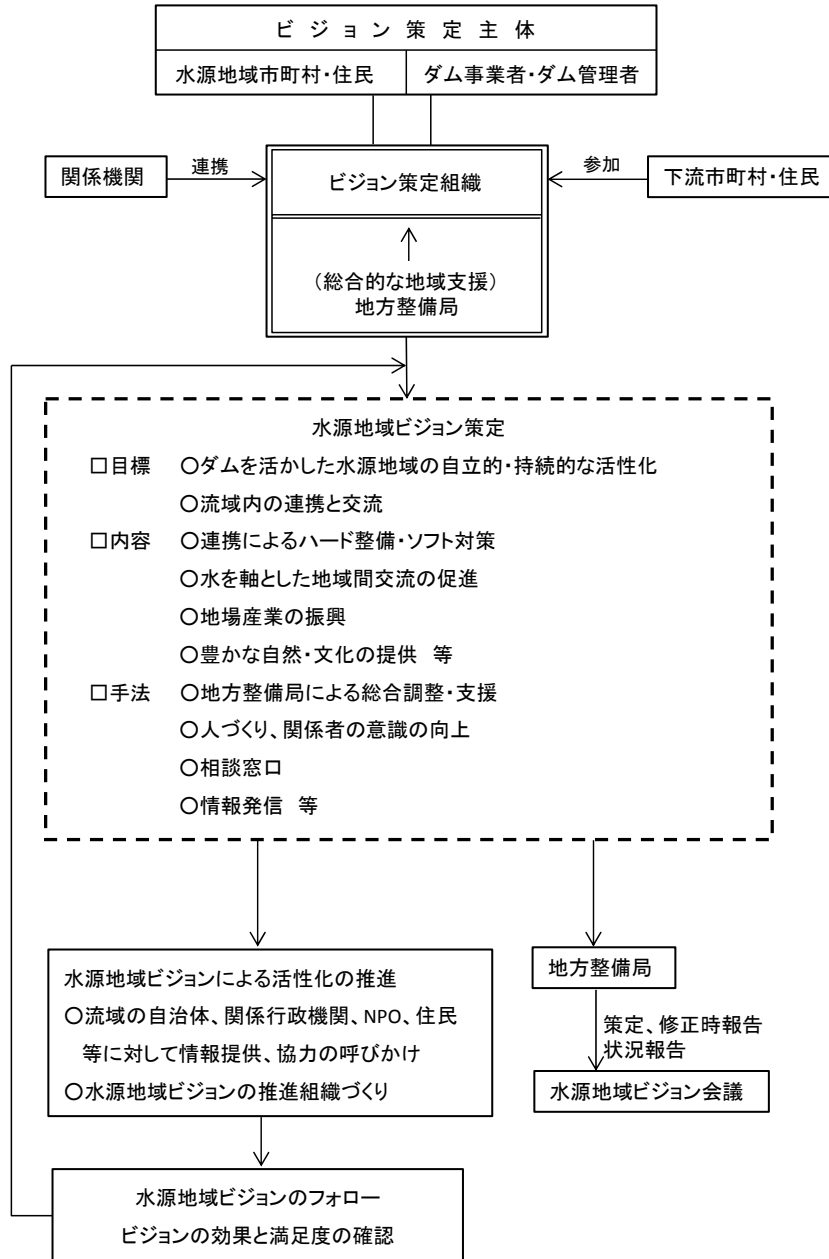 ビジョン策定主体
水源地域市町村・住民
ダム事業者・ダム管理者
関係機関
連携
ビジョン策定組織
参加
下流市町村・住民
（総合的な地域支援）
地方整備局
水源地域ビジョン策定
□目標　○ダムを活かした水源地域の自立的・持続的な活性化
○流域内の連携と交流
□内容　○連携によるハード整備・ソフト対策
○水を軸とした地域間交流の促進
○地場産業の振興
○豊かな自然・文化の提供　等
□手法　○地方整備局による総合調整・支援
○人づくり、関係者の意識の向上
○相談窓口
○情報発信　等
水源地域ビジョンによる活性化の推進
○流域の自治体、関係行政機関、NPO、住民
等に対して情報提供、協力の呼びかけ
○水源地域ビジョンの推進組織づくり
地方整備局
策定、修正時報告
状況報告
水源地域ビジョン会議
水源地域ビジョンのフォロー
ビジョンの効果と満足度の確認